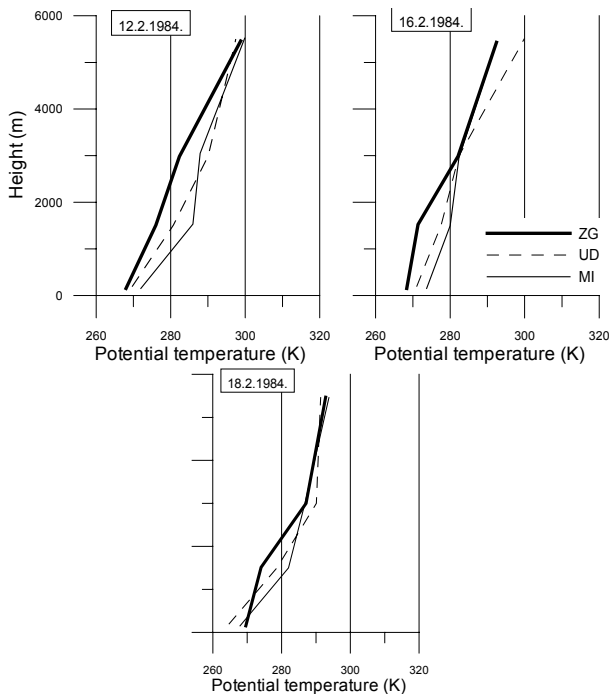 6000
12.2.1984.
16.2.1984.
4000
Height (m)
2000
ZG
UD
MI
0
260 280 300 320 260 280 300 320
Potential temperature (K) Potential temperature (K)
18.2.1984.
260 280 300 320
Potential temperature (K)